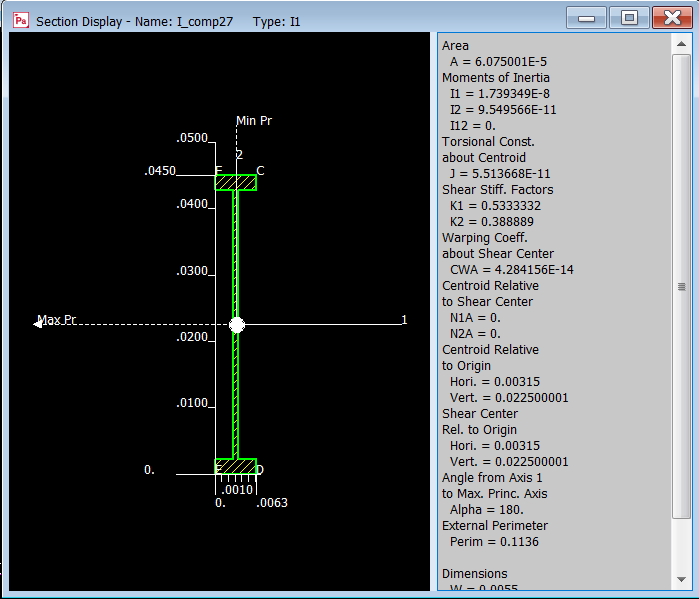 Pa Section Display - Name: I_comp27 Type: I1
Min Pr
.0500
2
.0450
E
C
.0400
.0300
Max Pr
1
.0200
.0100
0.
F
D
.0010
0.
.0063
Area
A = 6.075001E-5
Moments of Inertia
I1 = 1.739349E-8
I2 = 9.549566E-11
I12 = 0.
Torsional Const.
about Centroid
J = 5.513668E-11
Shear Stiff. Factors
K1 = 0.5333332
K2 = 0.388889
Warping Coeff.
about Shear Center
CWA = 4.284156E-14
Centroid Relative
to Shear Center
N1A = 0.
N2A = 0.
Centroid Relative
to Origin
Hori. = 0.00315
Vert. = 0.022500001
Shear Center
Rel. to Origin
Hori. = 0.00315
Vert. = 0.022500001
Angle from Axis 1
to Max. Princ. Axis
Alpha = 180.
External Perimeter
Perim = 0.1136
Dimensions
W = 0.0055